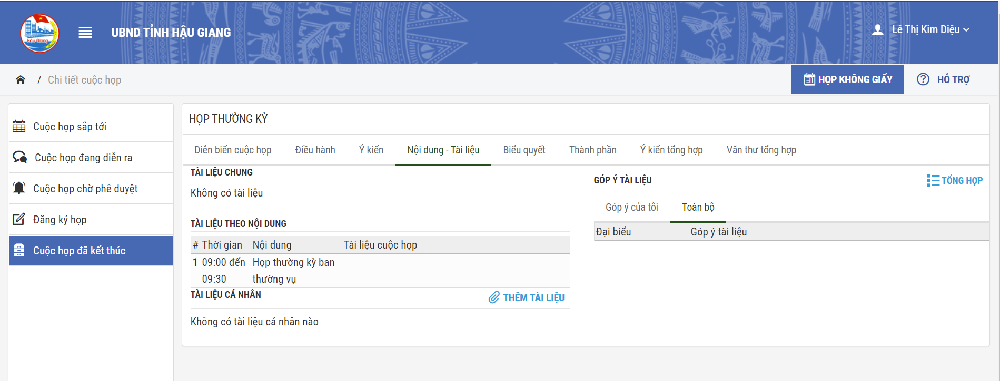 Hậu Giang
UBND TỈNH HẬU GIANG
Lê Thị Kim Diệu
/ Chi tiết cuộc họp
31 HỌP KHÔNG GIẤY
? HỖ TRỢ
Cuộc họp sắp tới
Cuộc họp đang diễn ra
Cuộc họp chờ phê duyệt
Đăng ký họp
Cuộc họp đã kết thúc
HỌP THƯỜNG KỲ
Diễn biến cuộc họp Điều hành Ý kiến Nội dung - Tài liệu Biểu quyết Thành phần Ý kiến tổng hợp Văn thư tổng hợp
TÀI LIỆU CHUNG
Không có tài liệu
TÀI LIỆU THEO NỘI DUNG
# Thời gian Nội dung Tài liệu cuộc họp
1 09:00 đến Họp thường kỳ ban
09:30 thường vụ
TÀI LIỆU CÁ NHÂN
THÊM TÀI LIỆU
Không có tài liệu cá nhân nào
GÓP Ý TÀI LIỆU
TỔNG HỢP
Góp ý của tôi Toàn bộ
Đại biểu Góp ý tài liệu